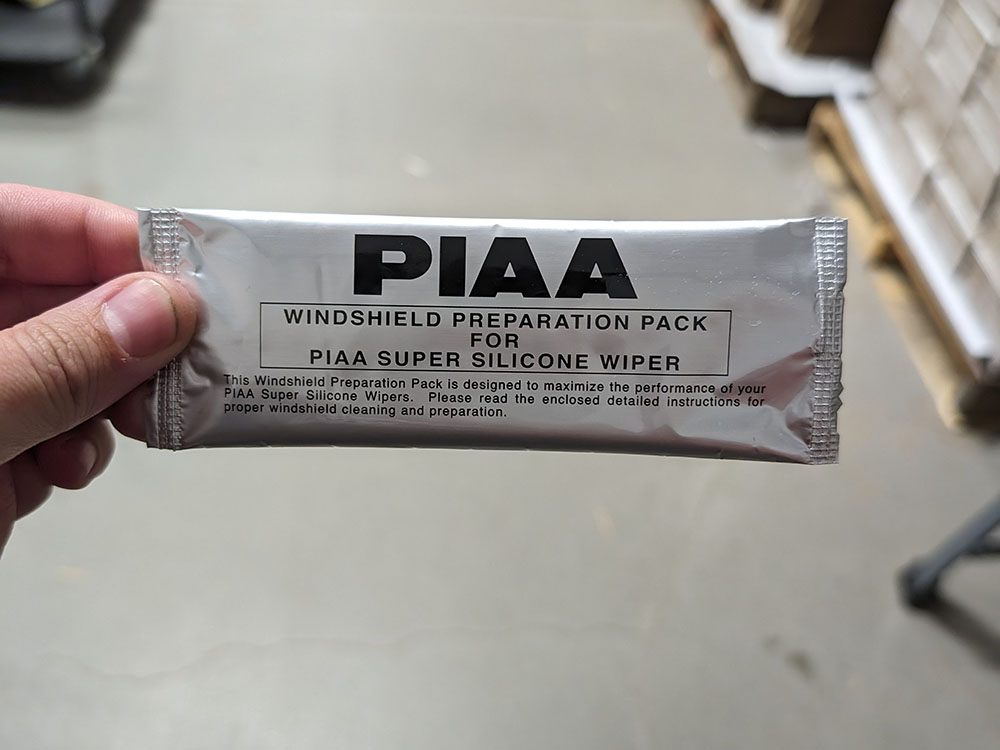 PIAA
WINDSHIELD PREPARATION PACK
FOR
PIAA SUPER SILICONE WIPER
This Windshield Preparation Pack is designed to maximize the performance of your
PIAA Super Silicone Wipers. Please read the enclosed detailed instructions for
proper windshield cleaning and preparation.